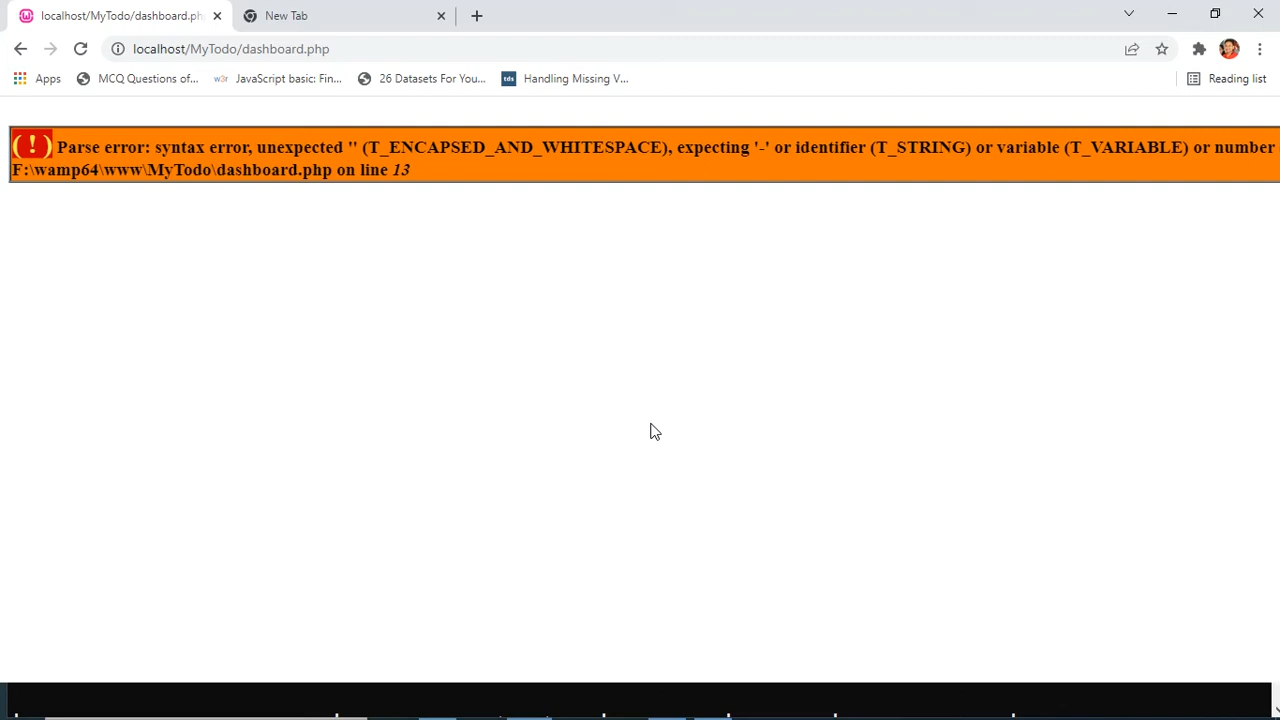 localhost/MyTodo/dashboard.php
New Tab
localhost/MyTodo/dashboard.php
Apps
MCQ Questions of...
w3r
JavaScript basic: Fin...
26 Datasets For You...
tds
Handling Missing V...
Reading list
( ! ) Parse error: syntax error, unexpected '' (T_ENCAPSED_AND_WHITESPACE), expecting '-' or identifier (T_STRING) or variable (T_VARIABLE) or number
F:\wamp64\www\MyTodo\dashboard.php on line 13